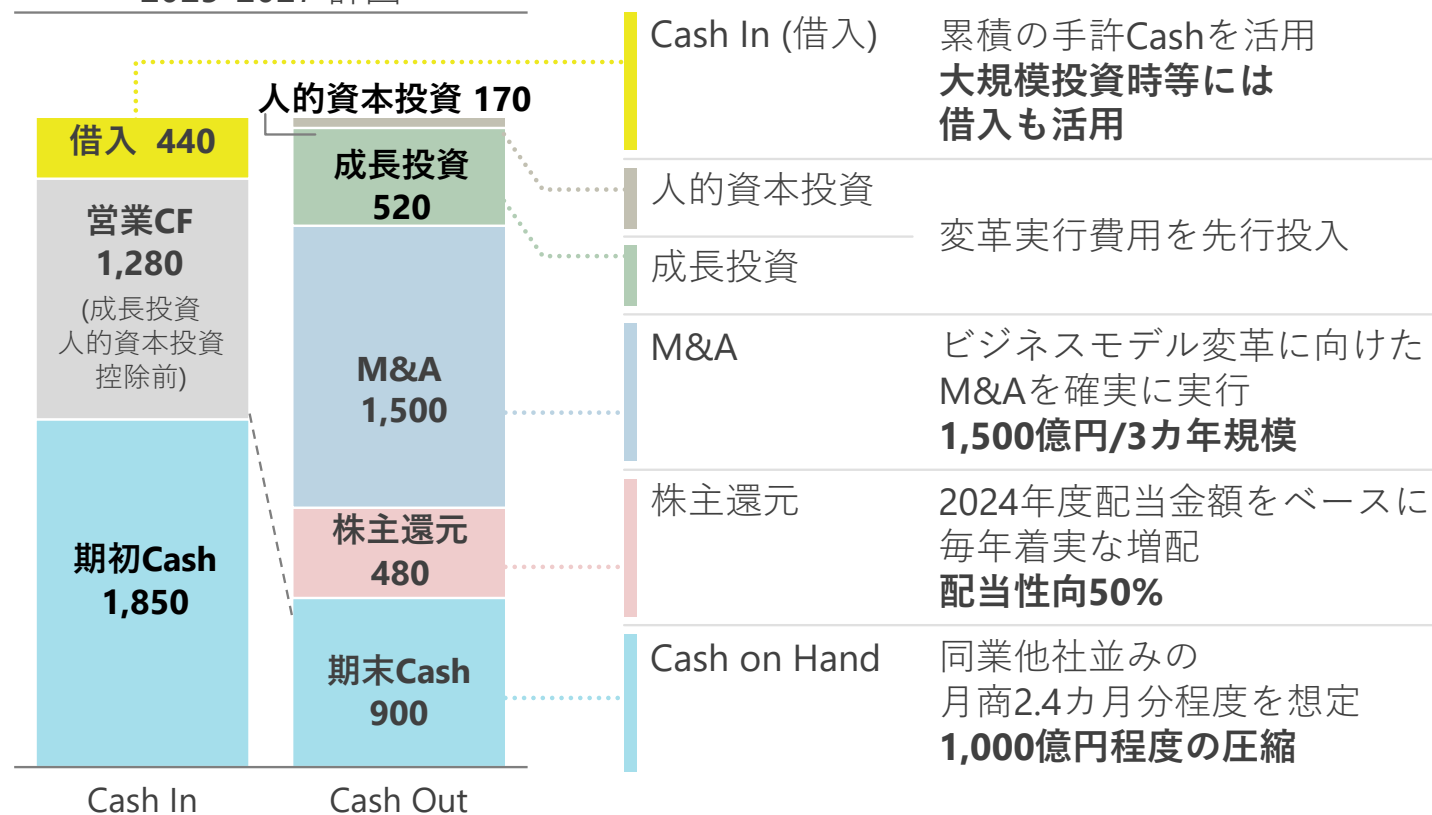 人的資本投資 170
借入 440
営業CF
1,280
(成長投資
人的資本投資
控除前)
期初Cash
1,850
Cash In
成長投資
520
M&A
1,500
株主還元
480
期末Cash
900
Cash Out
Cash In (借入)
累積の手許Cashを活用
大規模投資時等には
借入も活用
人的資本投資
成長投資
変革実行費用を先行投入
M&A
ビジネスモデル変革に向けた
M&Aを確実に実行
1,500億円/3カ年規模
株主還元
2024年度配当金額をベースに
毎年着実な増配
配当性向50%
Cash on Hand
同業他社並みの
月商2.4カ月分程度を想定
1,000億円程度の圧縮